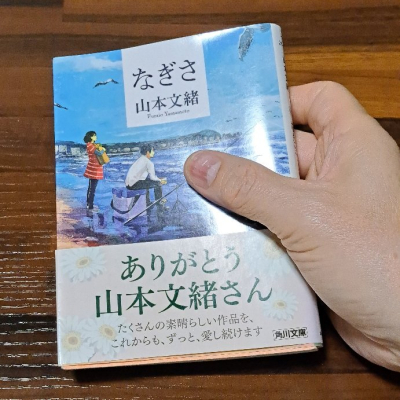 なぎさ
山本文緒
Fumio Yamamoto
ありがとう
山本文緒さん
たくさんの素晴らしい作品を、
これからも、ずっと、愛し続けます
角川文庫